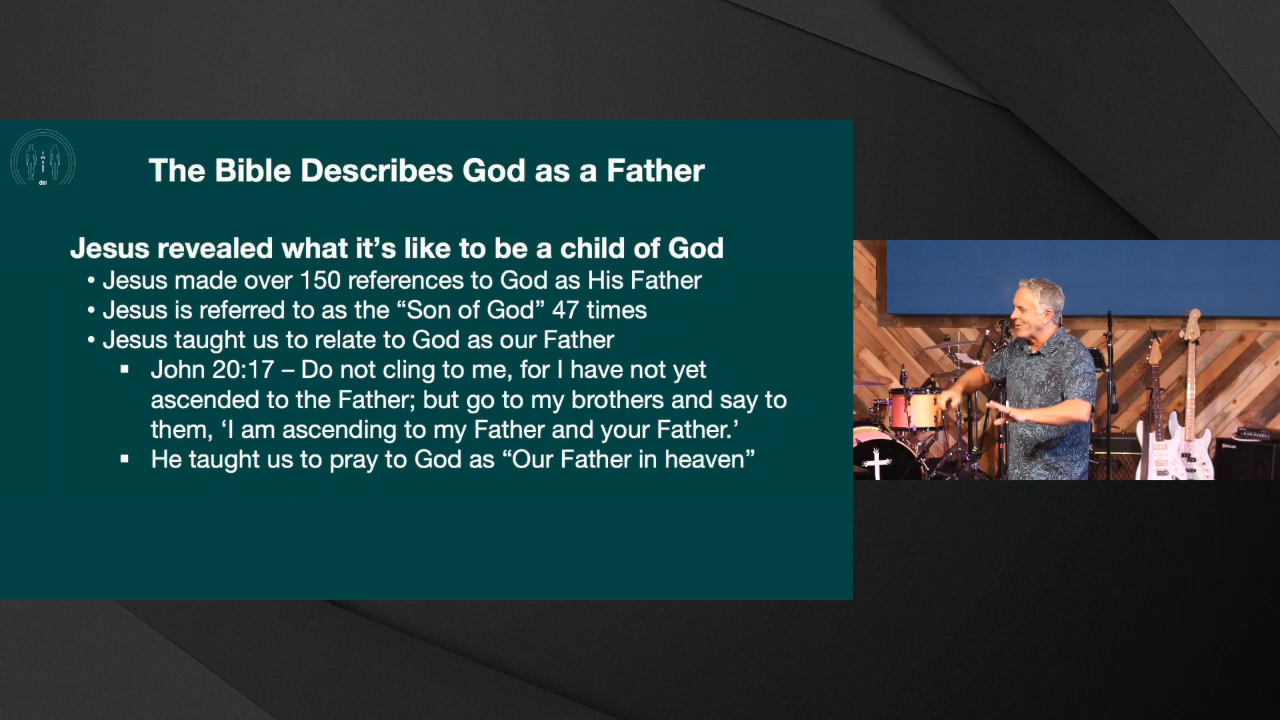 The Bible Describes God as a Father
Jesus revealed what it’s like to be a child of God
• Jesus made over 150 references to God as His Father
• Jesus is referred to as the “Son of God” 47 times
• Jesus taught us to relate to God as our Father
▪ John 20:17 – Do not cling to me, for I have not yet
ascended to the Father; but go to my brothers and say to
them, ‘I am ascending to my Father and your Father.’
▪ He taught us to pray to God as “Our Father in heaven”
dei